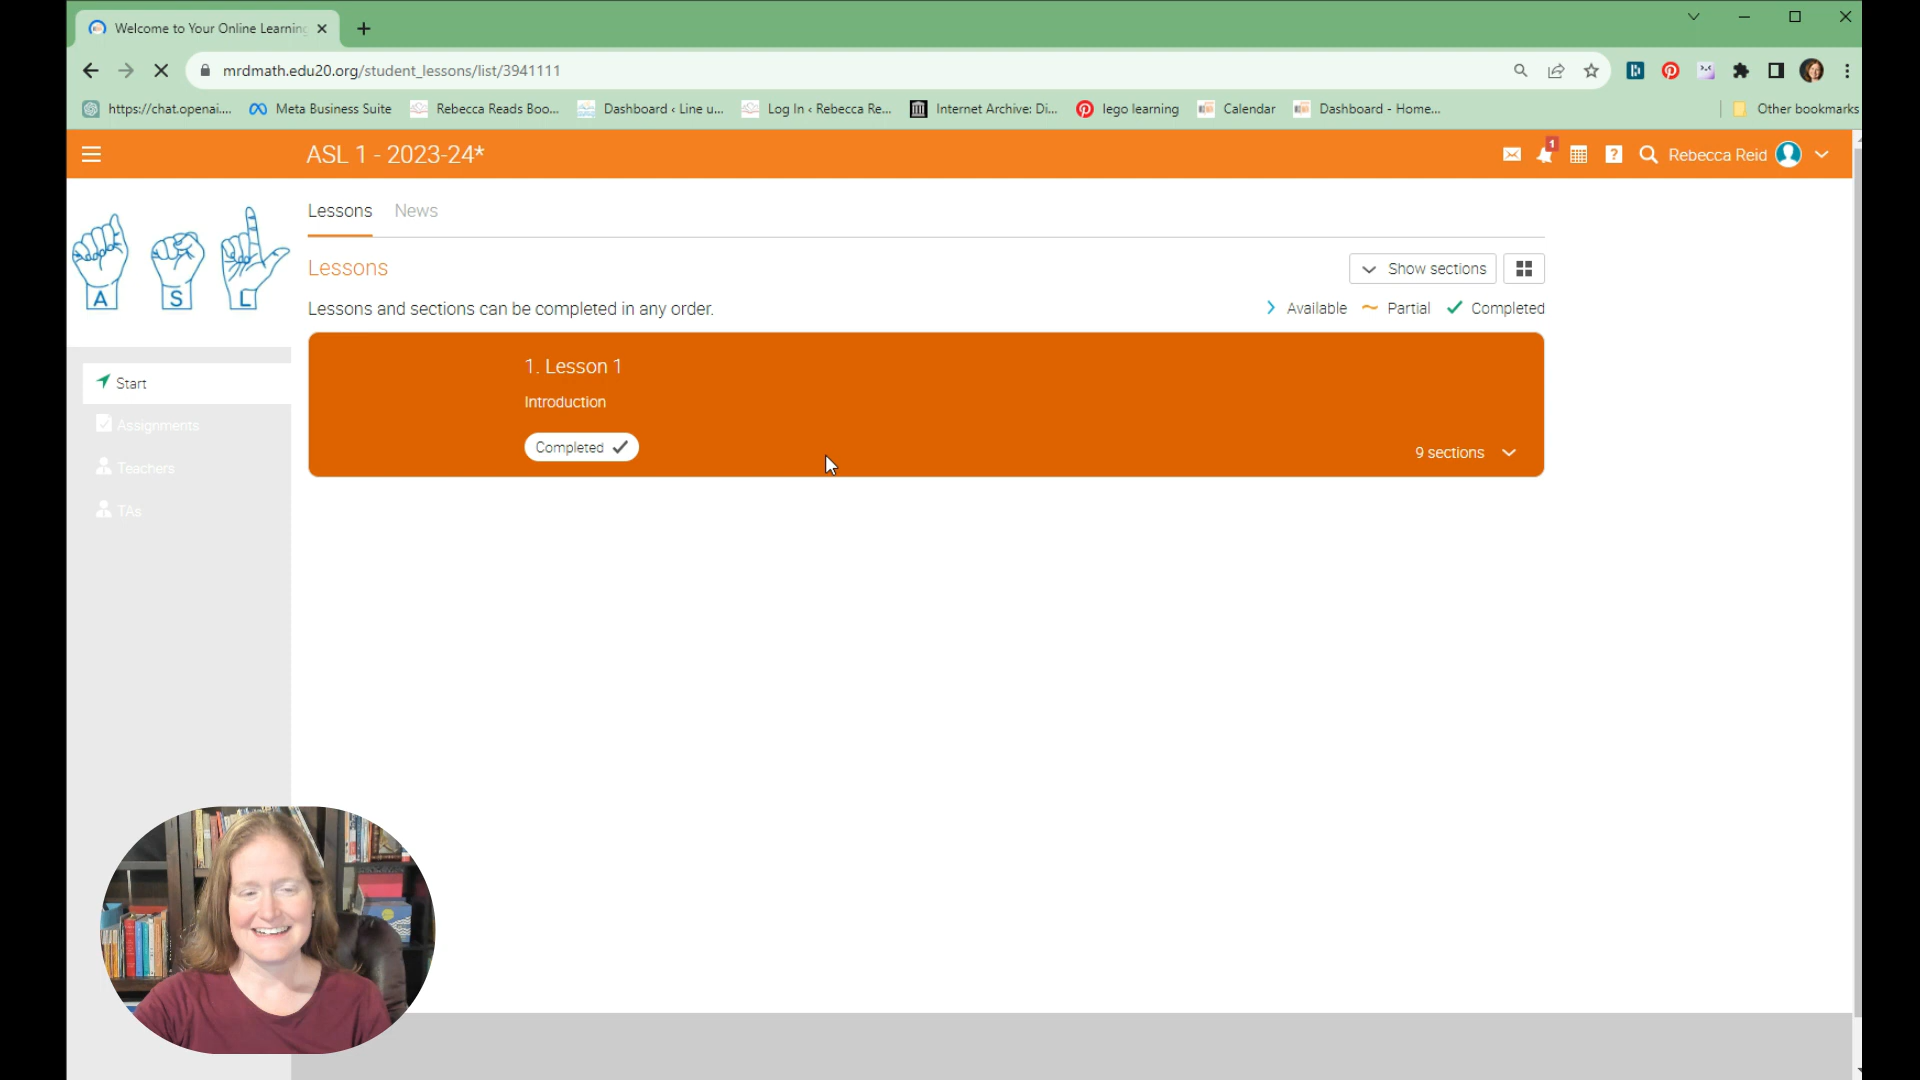 Welcome to Your Online Learning
mrdmath.edu20.org/student_lessons/list/3941111
https://chat.openai.... Meta Business Suite Rebecca Reads Boo... Dashboard ‹ Line u... Log In ‹ Rebecca Re... Internet Archive: Di... lego learning Calendar Dashboard - Home... Other bookmarks
ASL 1 - 2023-24* 1 ? Rebecca Reid
Lessons News
A S L
Lessons Show sections
Lessons and sections can be completed in any order. Available Partial Completed
1. Lesson 1
Start
Introduction
Assignments
Completed
9 sections
Teachers
TAs